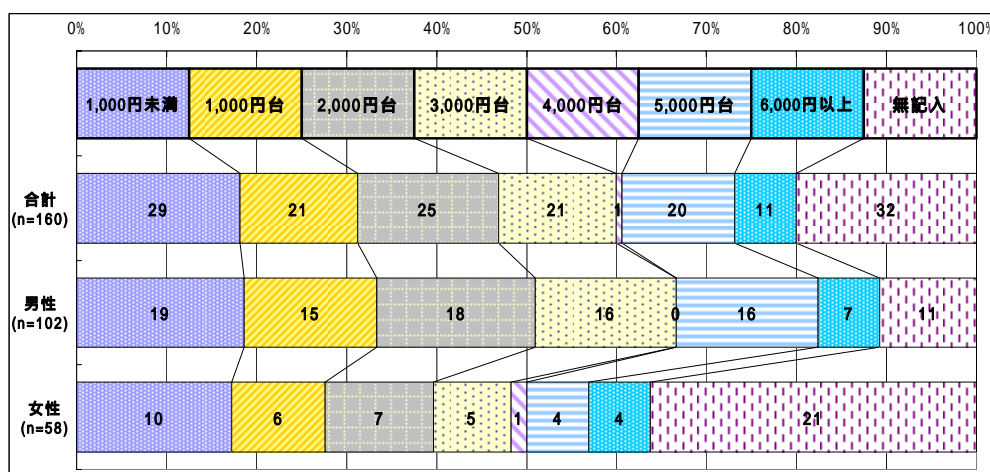 0% 10% 20% 30% 40% 50% 60% 70% 80% 90% 100%
1,000円未満 1,000円台 2,000円台 3,000円台 4,000円台 5,000円台 6,000円以上 無記入
合計
(n=160)
29 21 25 21 1 20 11 32
男性
(n=102)
19 15 18 16 0 16 7 11
女性
(n=58)
10 6 7 5 1 4 4 21